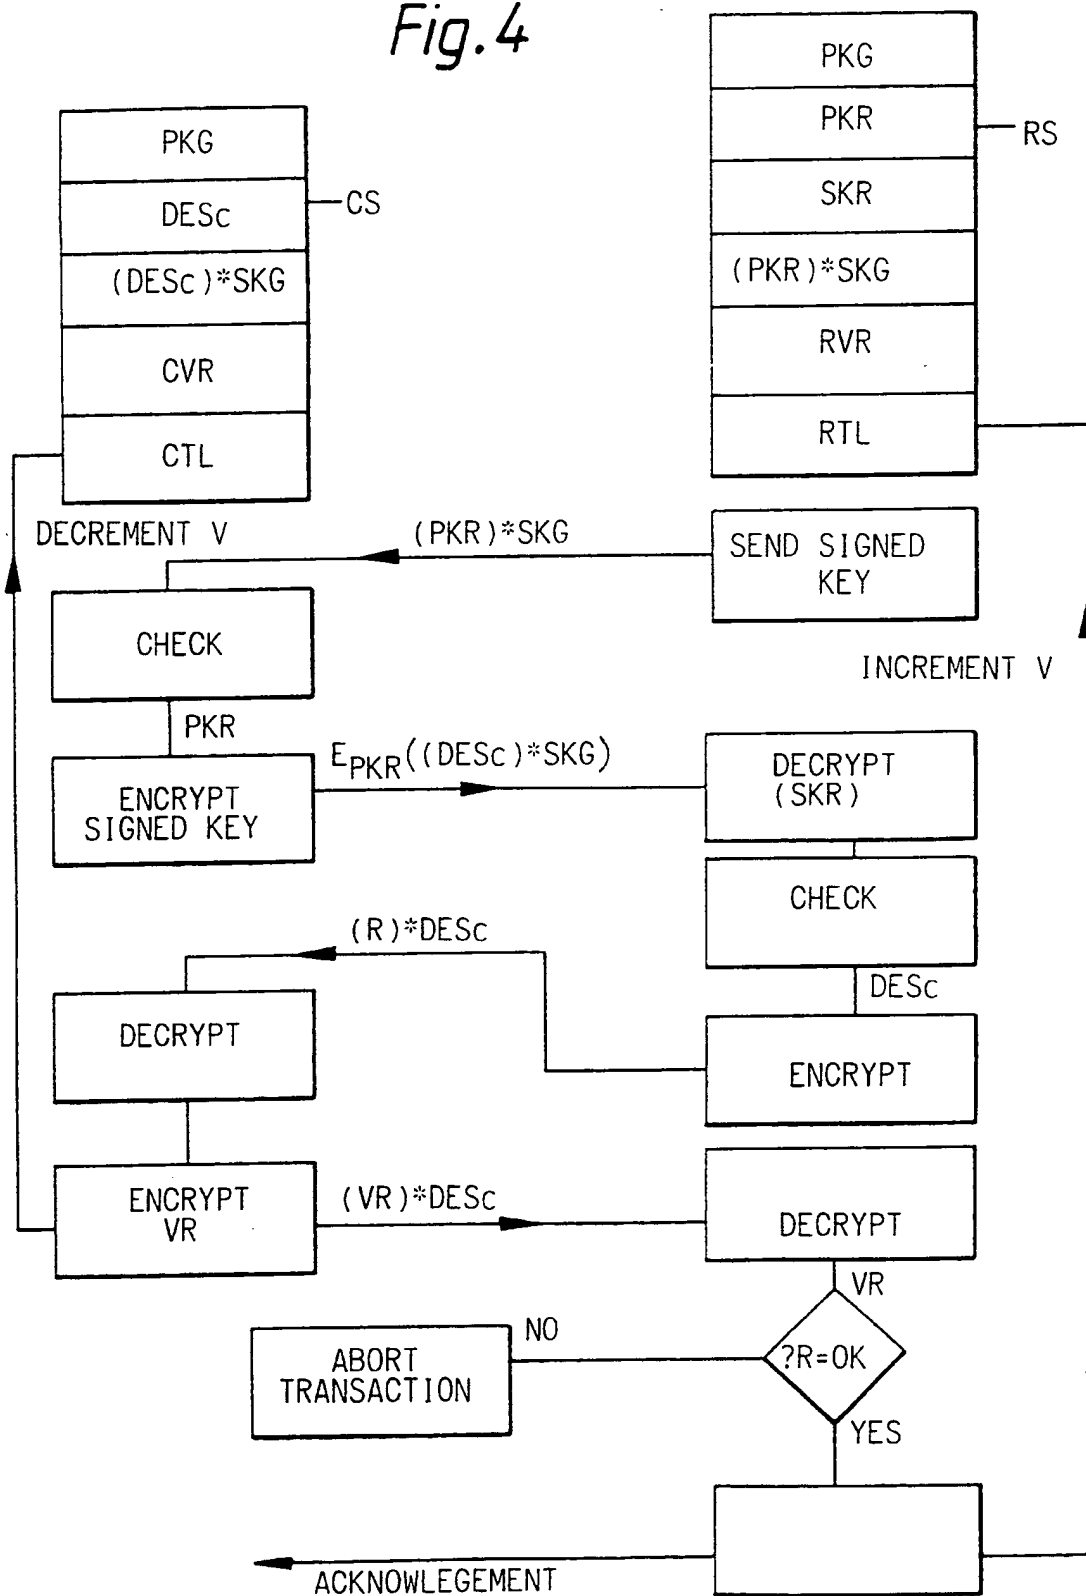 Fig.4
PKG
DESc
(DESc)*SKG
CVR
CTL
CS
PKG
PKR
SKR
(PKR)*SKG
RVR
RTL
RS
DECREMENT V
(PKR)*SKG
SEND SIGNED
KEY
CHECK
INCREMENT V
PKR
EPKR((DESc)*SKG)
ENCRYPT
SIGNED KEY
DECRYPT
(SKR)
CHECK
(R)*DESc
DESc
DECRYPT
ENCRYPT
ENCRYPT
VR
(VR)*DESc
DECRYPT
VR
?R=OK
NO
ABORT
TRANSACTION
YES
ACKNOWLEGEMENT